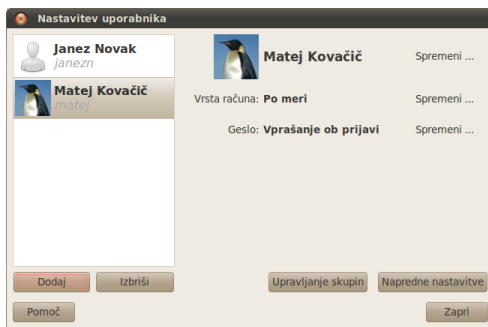 Nastavitev uporabnika
Janez Novak
janezn
Matej Kovačič
matej
Matej Kovačič Spremeni ...
Vrsta računa: Po meri Spremeni ...
Geslo: Vprašanje ob prijavi Spremeni ...
Dodaj Izbriši Upravljanje skupin Napredne nastavitve
Pomoč Zapri